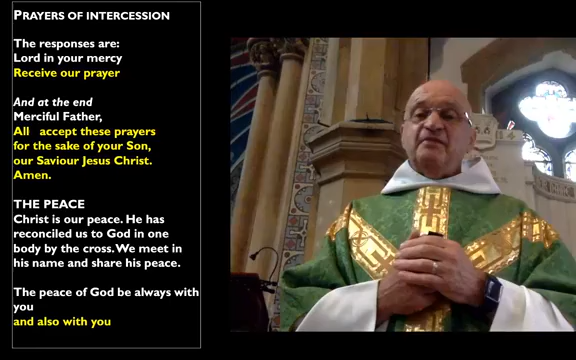 PRAYERS OF INTERCESSION
The responses are:
Lord in your mercy
Receive our prayer
And at the end
Merciful Father,
All accept these prayers
for the sake of your Son,
our Saviour Jesus Christ.
Amen.
THE PEACE
Christ is our peace. He has
reconciled us to God in one
body by the cross. We meet in
his name and share his peace.
The peace of God be always with
you
and also with you